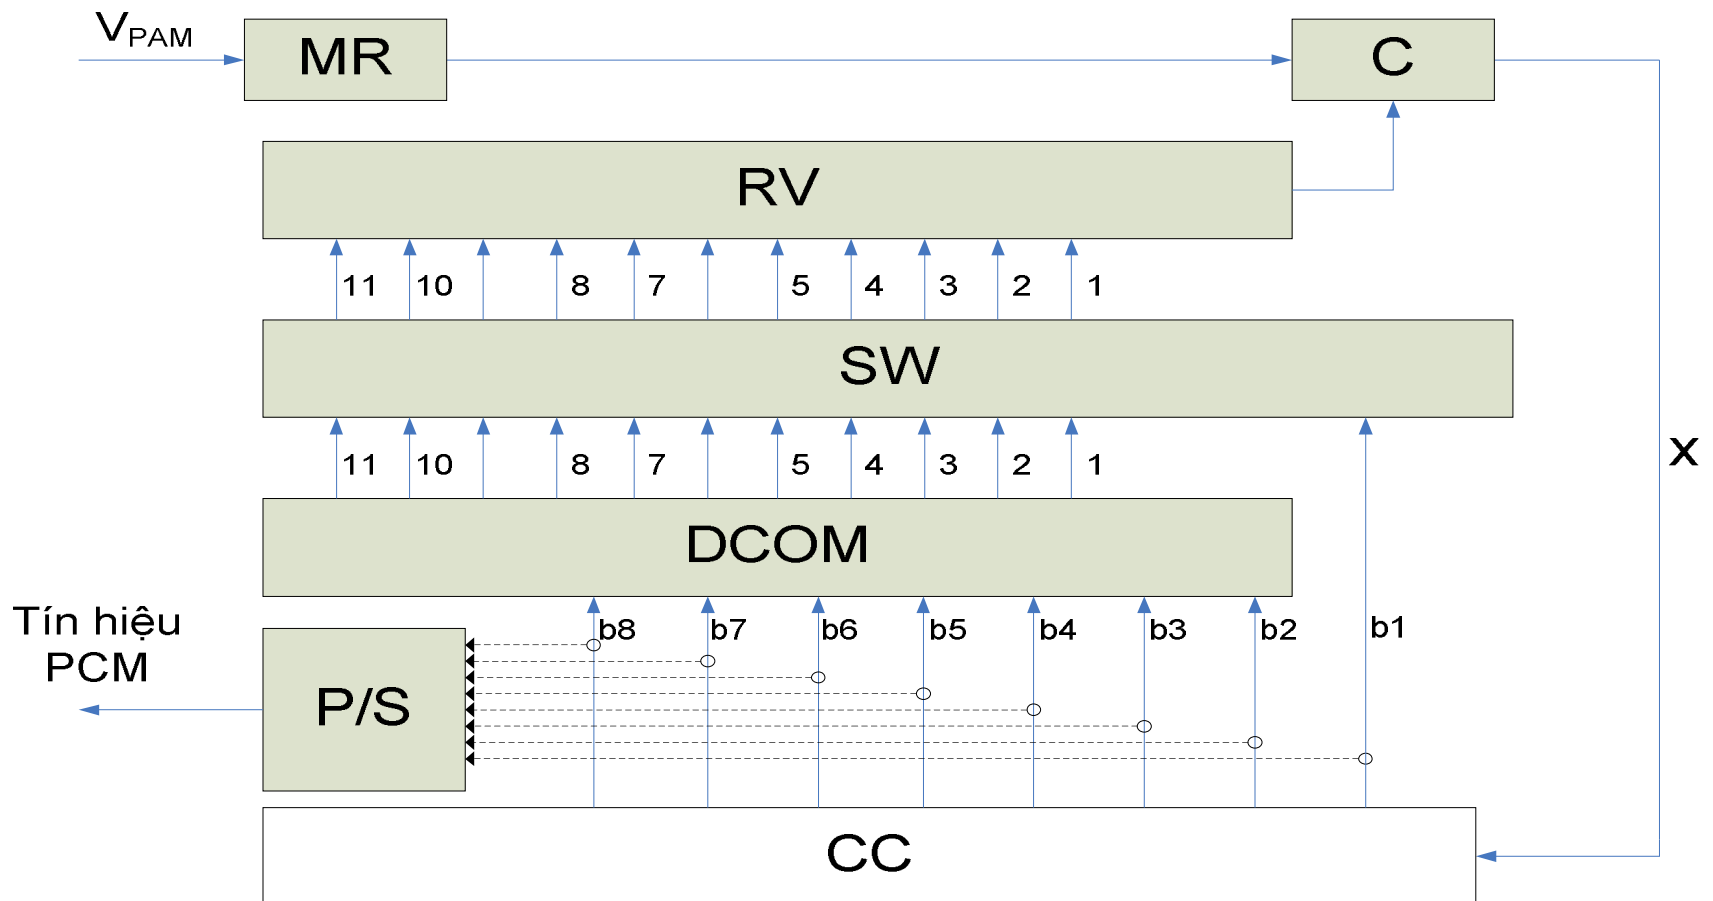 VPAM
MR
C
RV
11 10 8 7 5 4 3 2 1
SW
11 10 8 7 5 4 3 2 1
X
DCOM
Tín hiệu
PCM
b8 b7 b6 b5 b4 b3 b2 b1
P/S
CC